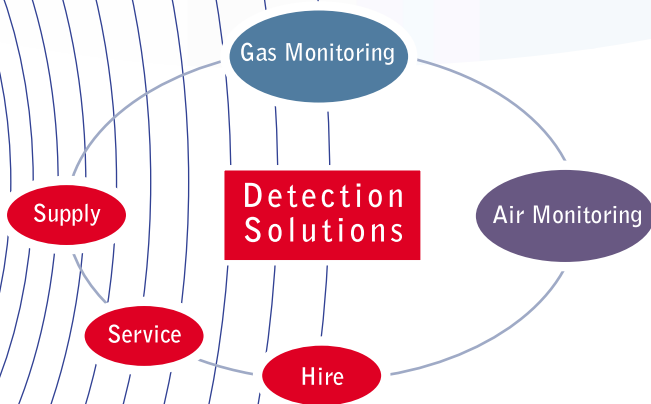 Gas Monitoring
Detection
Solutions
Supply
Air Monitoring
Service
Hire